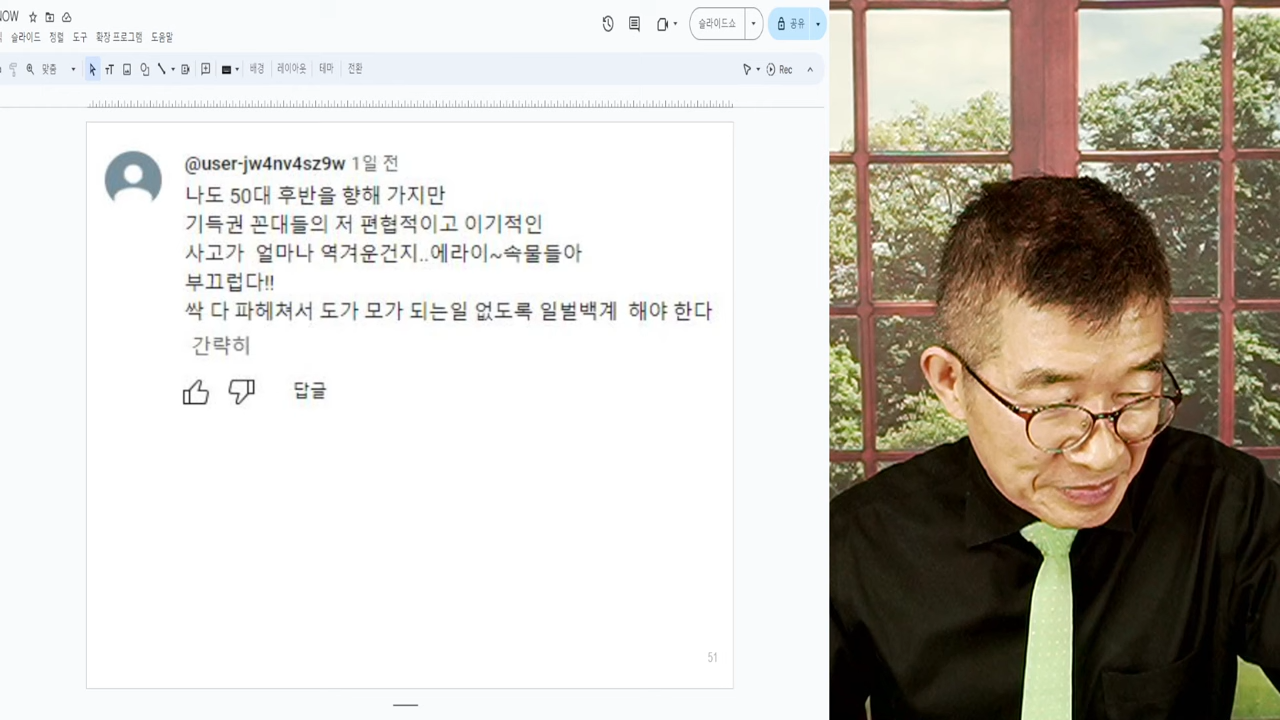 NOW
슬라이드 정렬 도구 확장 프로그램 도움말
슬라이드쇼
공유
맞춤
배경
레이아웃
테마
전환
Rec
@user-jw4nv4sz9w 1일 전
나도 50대 후반을 향해 가지만
기득권 꼰대들의 저 편협적이고 이기적인
사고가 얼마나 역겨운건지..에라이~속물들아
부끄럽다!!
싹 다 파헤쳐서 도가 모가 되는일 없도록 일벌백계 해야 한다
간략히
답글
51